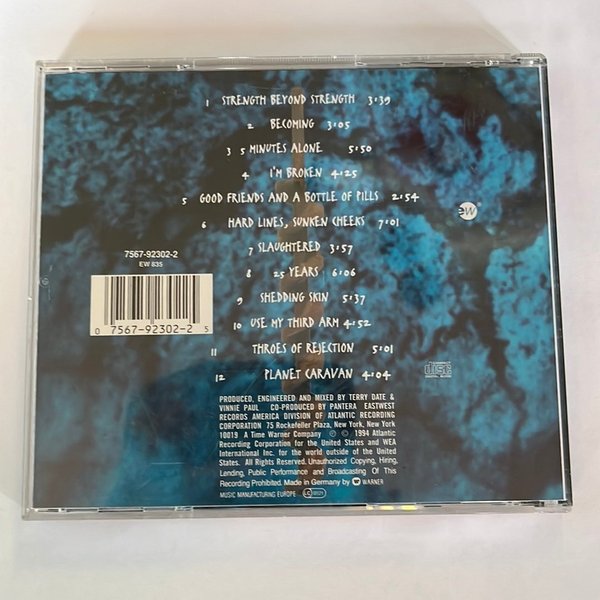 1 STRENGTH BEYOND STRENGTH 3:39
2 BECOMING 3:05
3 5 MINUTES ALONE 5:50
4 I'M BROKEN 4:25
5 GOOD FRIENDS AND A BOTTLE OF PILLS 2:54
6 HARD LINES, SUNKEN CHEEKS 7:01
ew
7 SLAUGHTERED 3:57
7567-92302-2
EW 835
8 25 YEARS 6:06
9 SHEDDING SKIN 5:37
10 USE MY THIRD ARM 4:52
0 7567-92302-2 5
11 THROES OF REJECTION 5:01
12 PLANET CARAVAN 4:04
disc
PRODUCED, ENGINEERED AND MIXED BY TERRY DATE &
VINNIE PAUL CO-PRODUCED BY PANTERA EASTWEST
RECORDS AMERICA DIVISION OF ATLANTIC RECORDING
CORPORATION 75 Rockefeller Plaza, New York, New York
10019 A Time Warner Company ℗ © 1994 Atlantic
Recording Corporation for the United States and WEA
International Inc. for the world outside of the United
States. All Rights Reserved. Unauthorized Copying, Hiring,
Lending, Public Performance and Broadcasting Of This
Recording Prohibited. Made in Germany by WARNER
MUSIC MANUFACTURING EUROPE LC